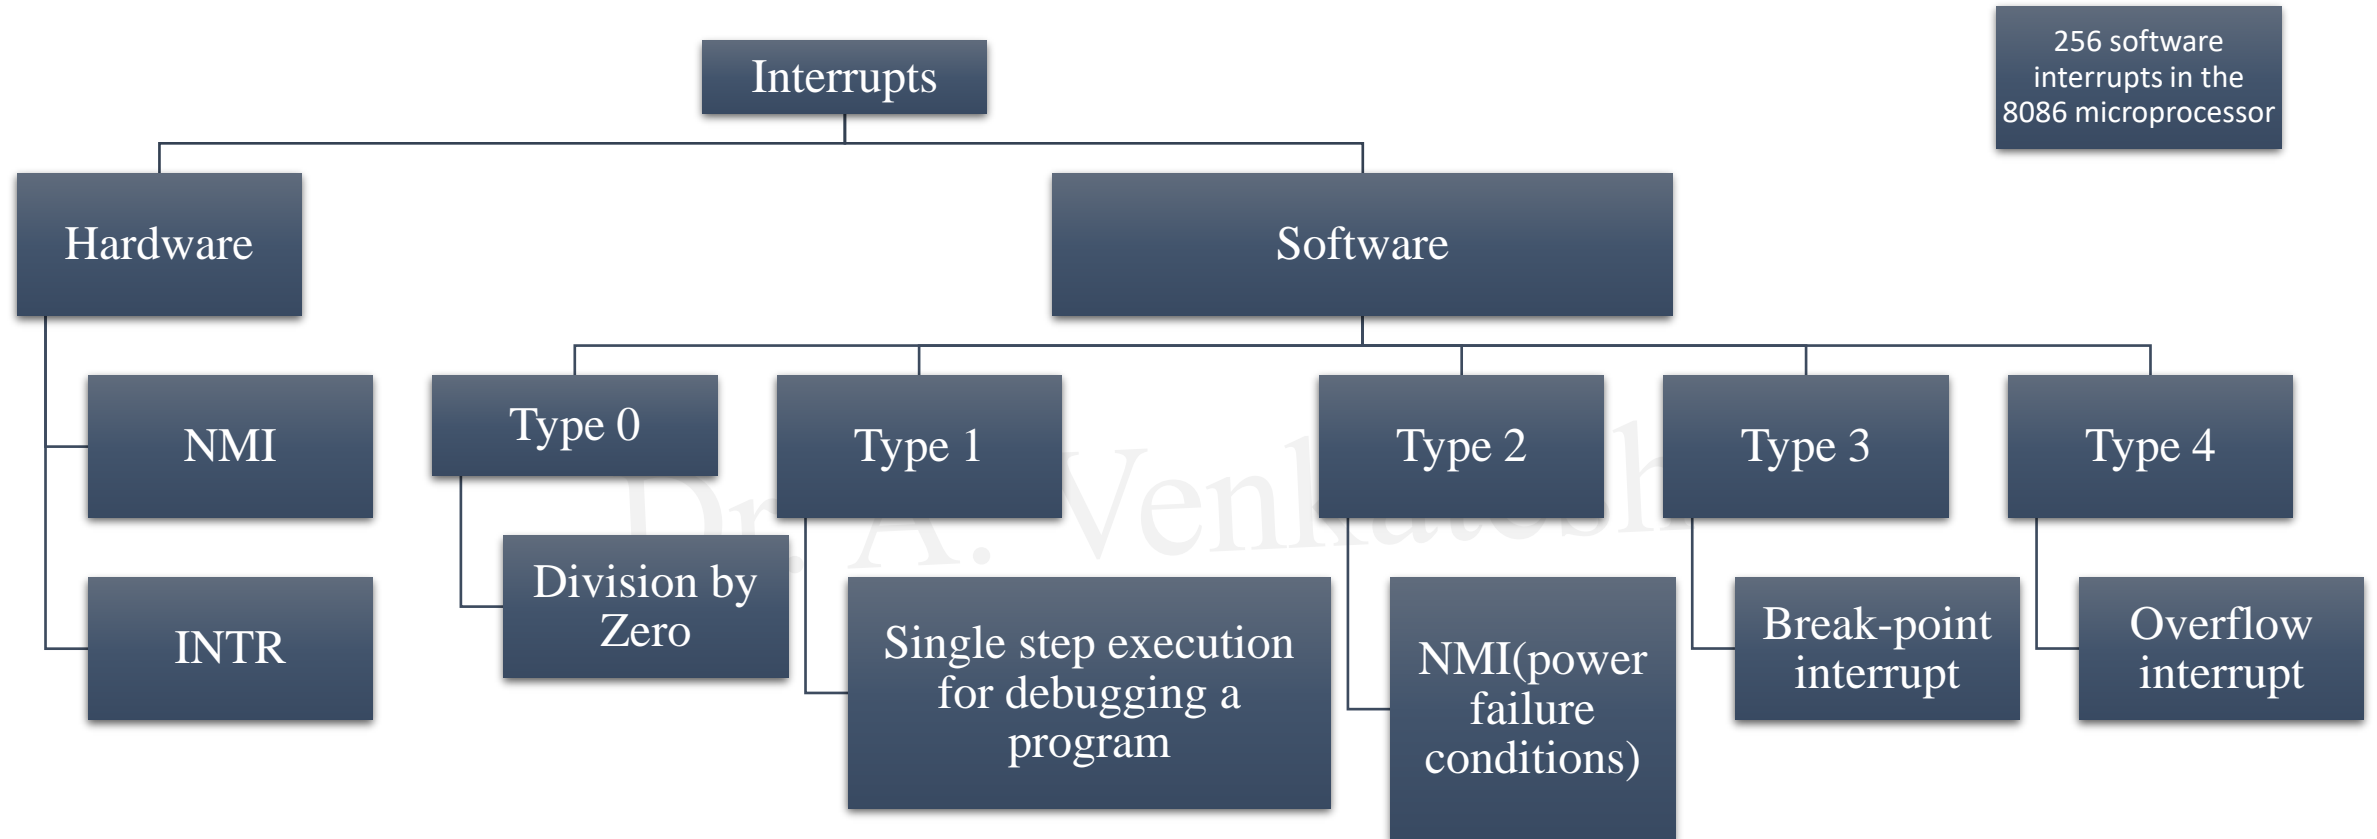 Interrupts
256 software
interrupts in the
8086 microprocessor
Hardware
Software
NMI
INTR
Type 0
Division by
Zero
Type 1
Single step execution
for debugging a
program
Type 2
NMI(power
failure
conditions)
Type 3
Break-point
interrupt
Type 4
Overflow
interrupt
Dr. A. Venkatesh